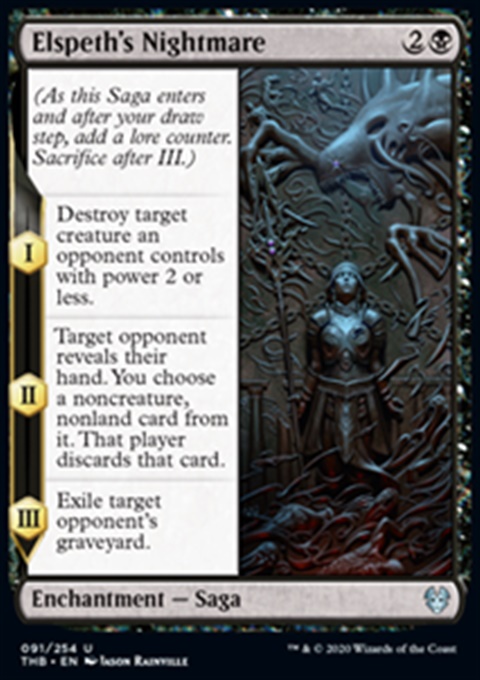 Elspeth's Nightmare 2
(As this Saga enters
and after your draw
step, add a lore counter.
Sacrifice after III.)
I
Destroy target
creature an
opponent controls
with power 2 or
less.
II
Target opponent
reveals their
hand. You choose
a noncreature,
nonland card from
it. That player
discards that card.
III
Exile target
opponent's
graveyard.
Enchantment — Saga
091/254 U
THB • EN Jason Rainville
™ & © 2020 Wizards of the Coast